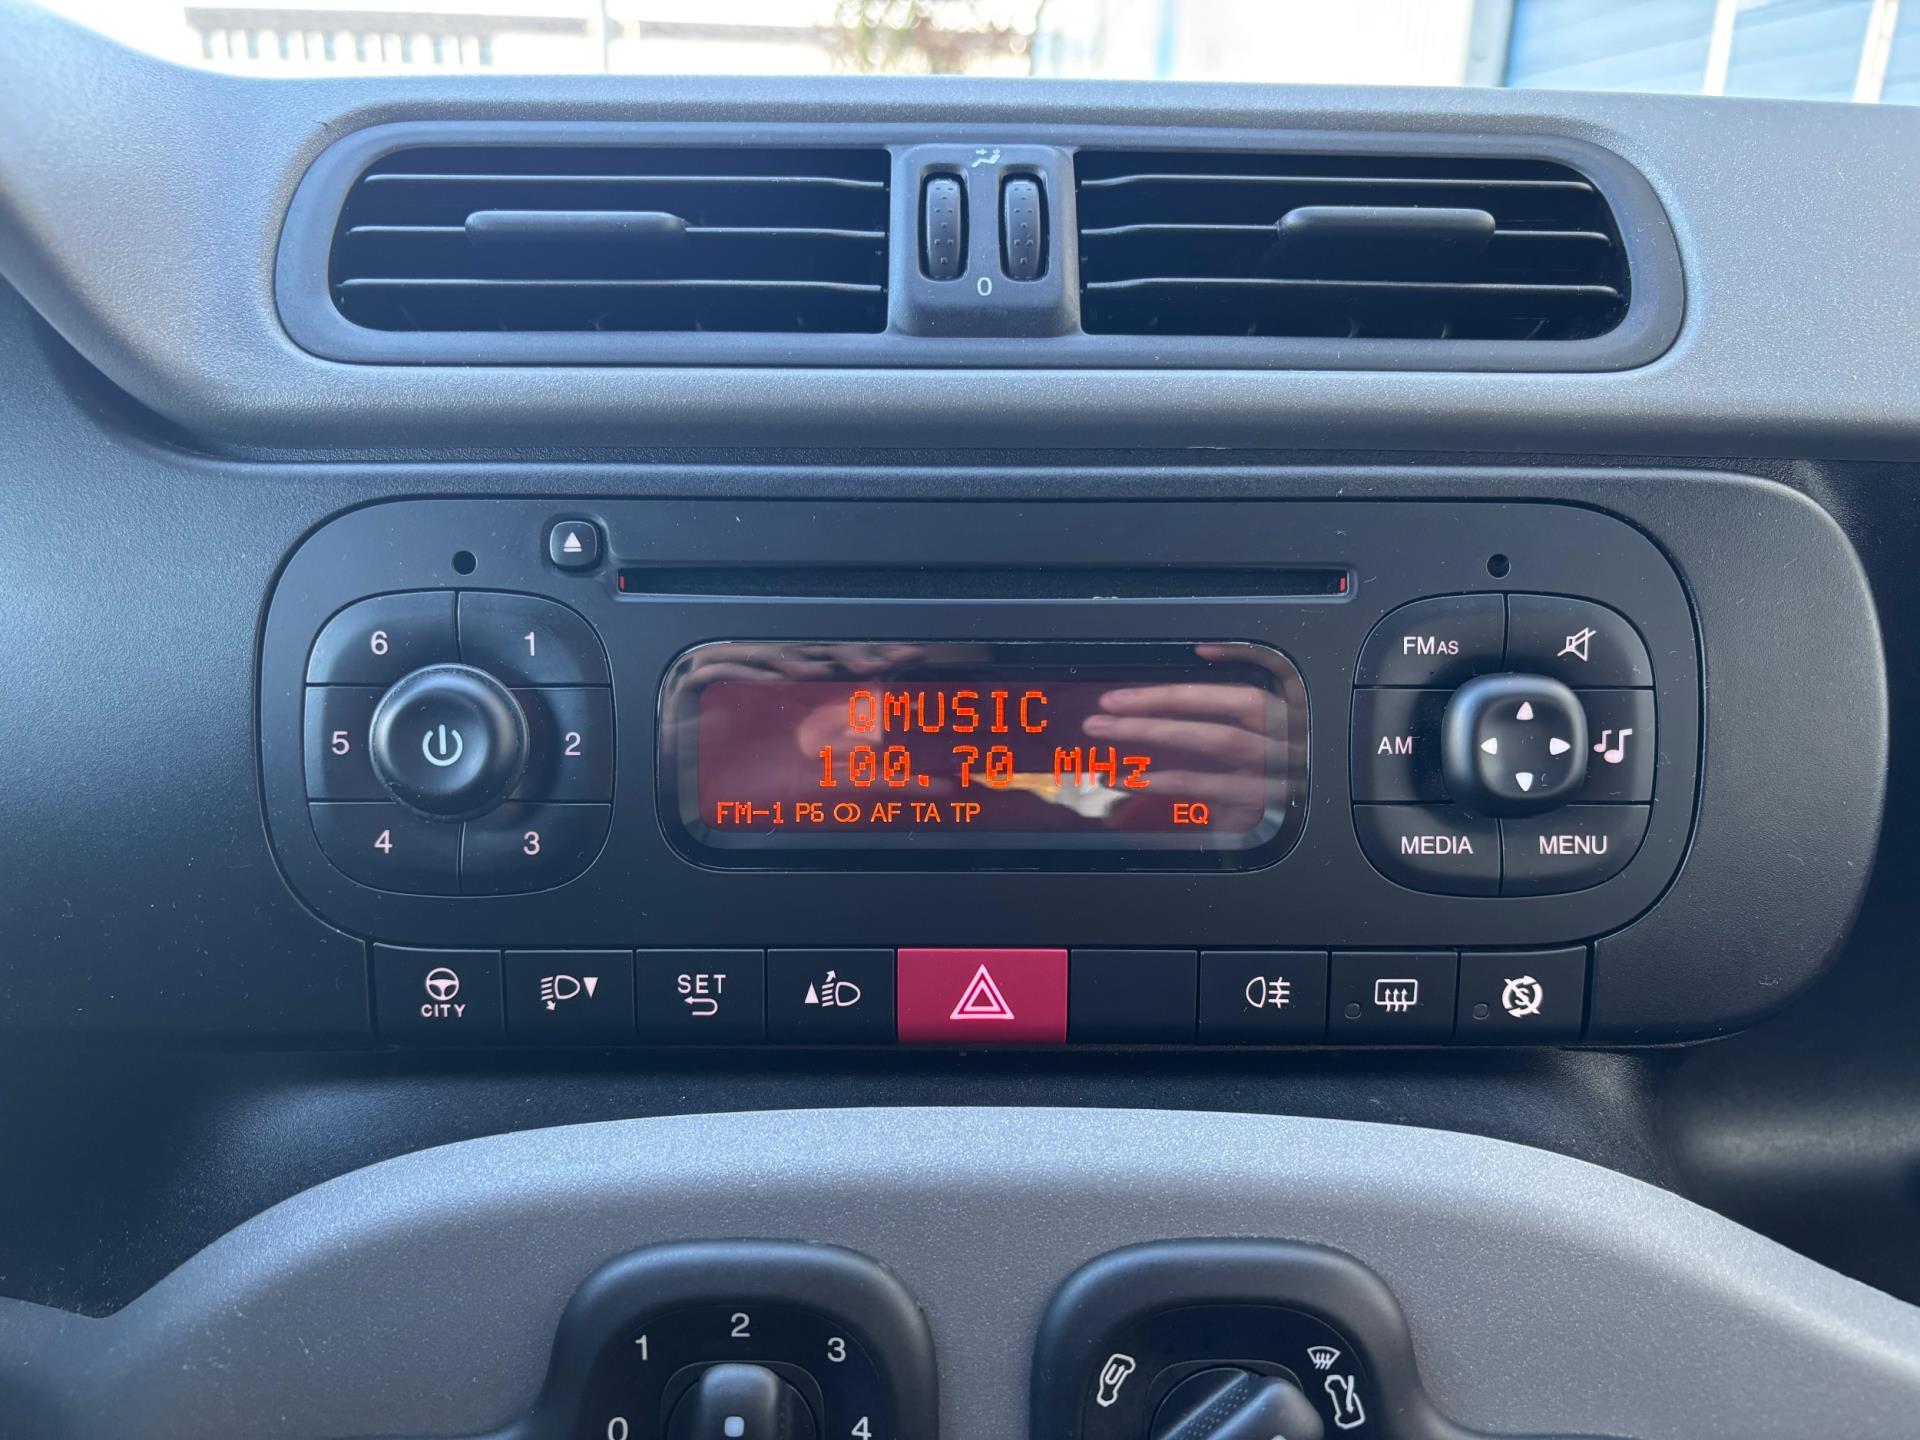 0
6 1
5 2
4 3
QMUSIC
100.70 MHz
FM-1 P6 AF TA TP EQ
FMAS
AM
MEDIA MENU
CITY
SET
S
0 1 2 3 4